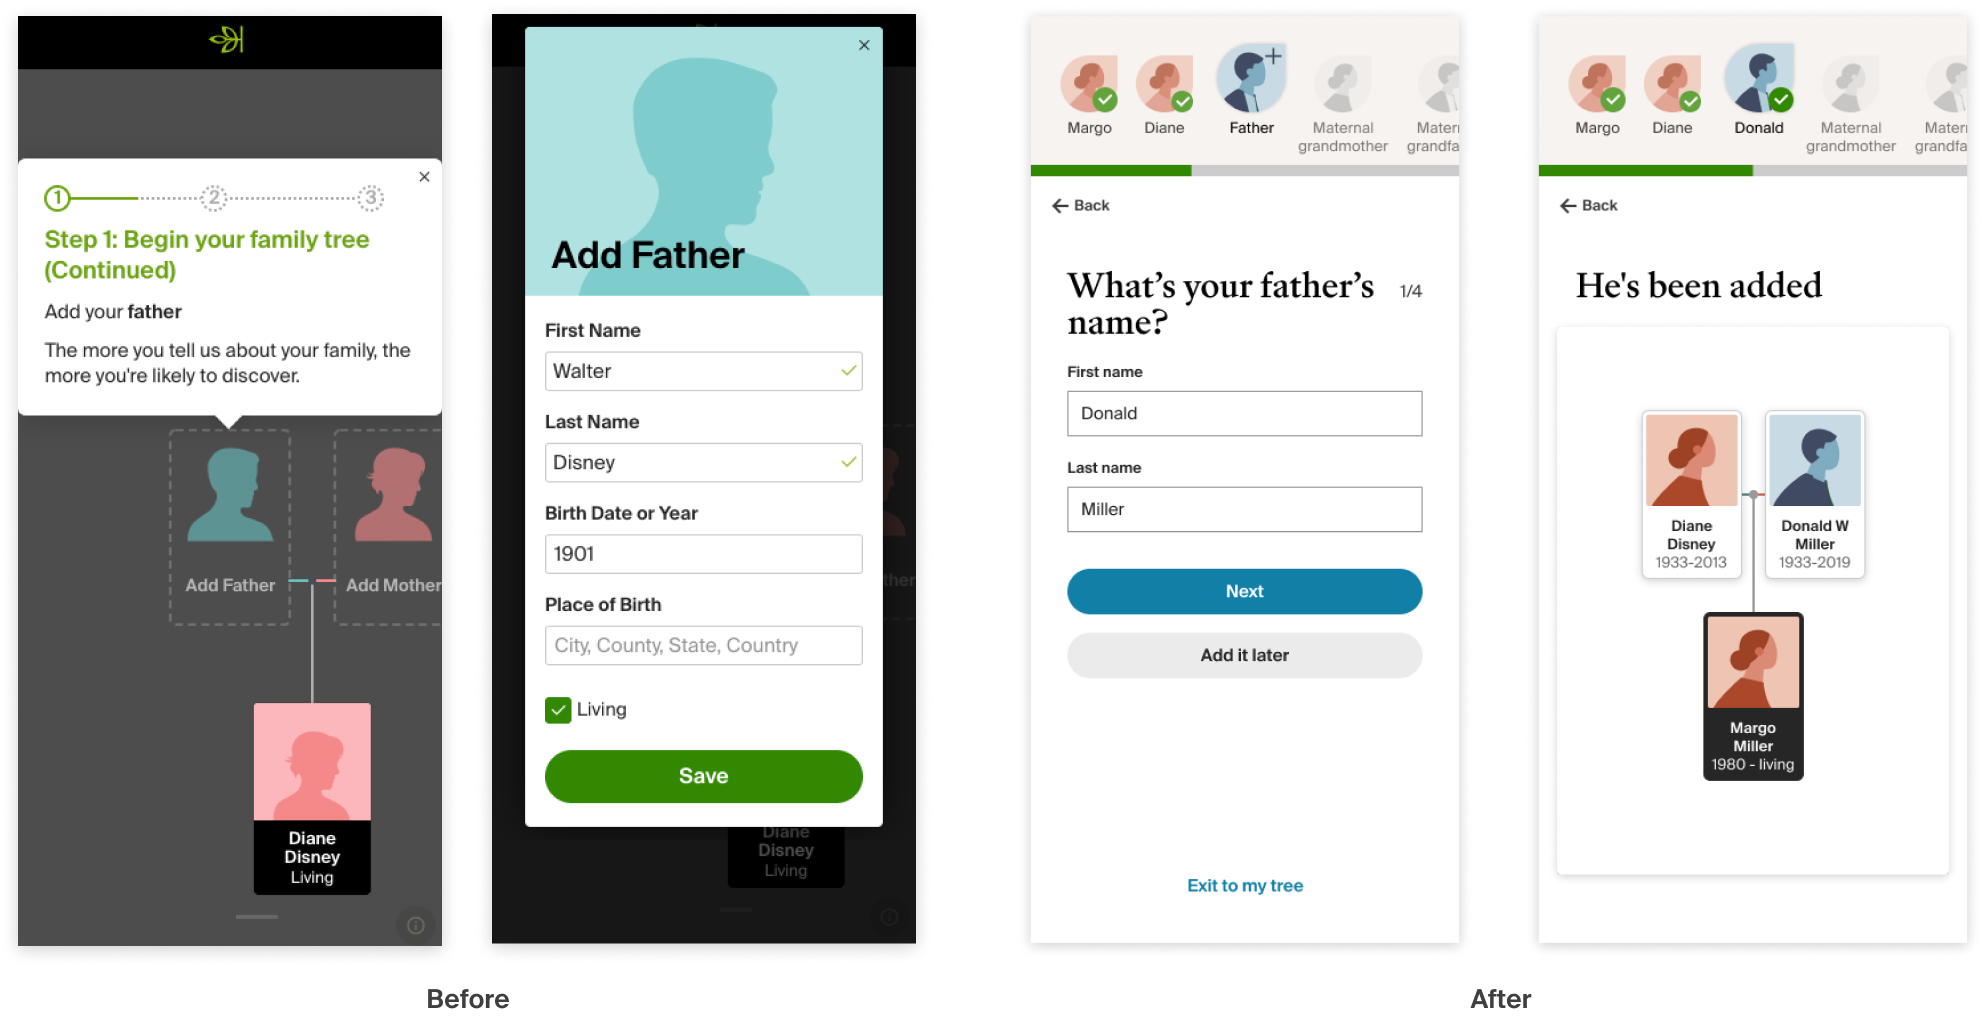 1
2
3
Step 1: Begin your family tree
(Continued)
Add your father
The more you tell us about your family, the
more you're likely to discover.
Add Father
Add Mother
Diane
Disney
Living
Add Father
First Name
Walter
Last Name
Disney
Birth Date or Year
1901
Place of Birth
City, County, State, Country
Living
Save
ther
Diane
Disney
Living
Before
Margo
Diane
Father
Maternal
grandmother
Mater
grandfa
Back
What's your father's
name?
1/4
First name
Donald
Last name
Miller
Next
Add it later
Exit to my tree
Margo
Diane
Donald
Maternal
grandmother
Mater
grandfa
Back
He's been added
Diane
Disney
1933-2013
Donald W
Miller
1933-2019
Margo
Miller
1980 - living
After